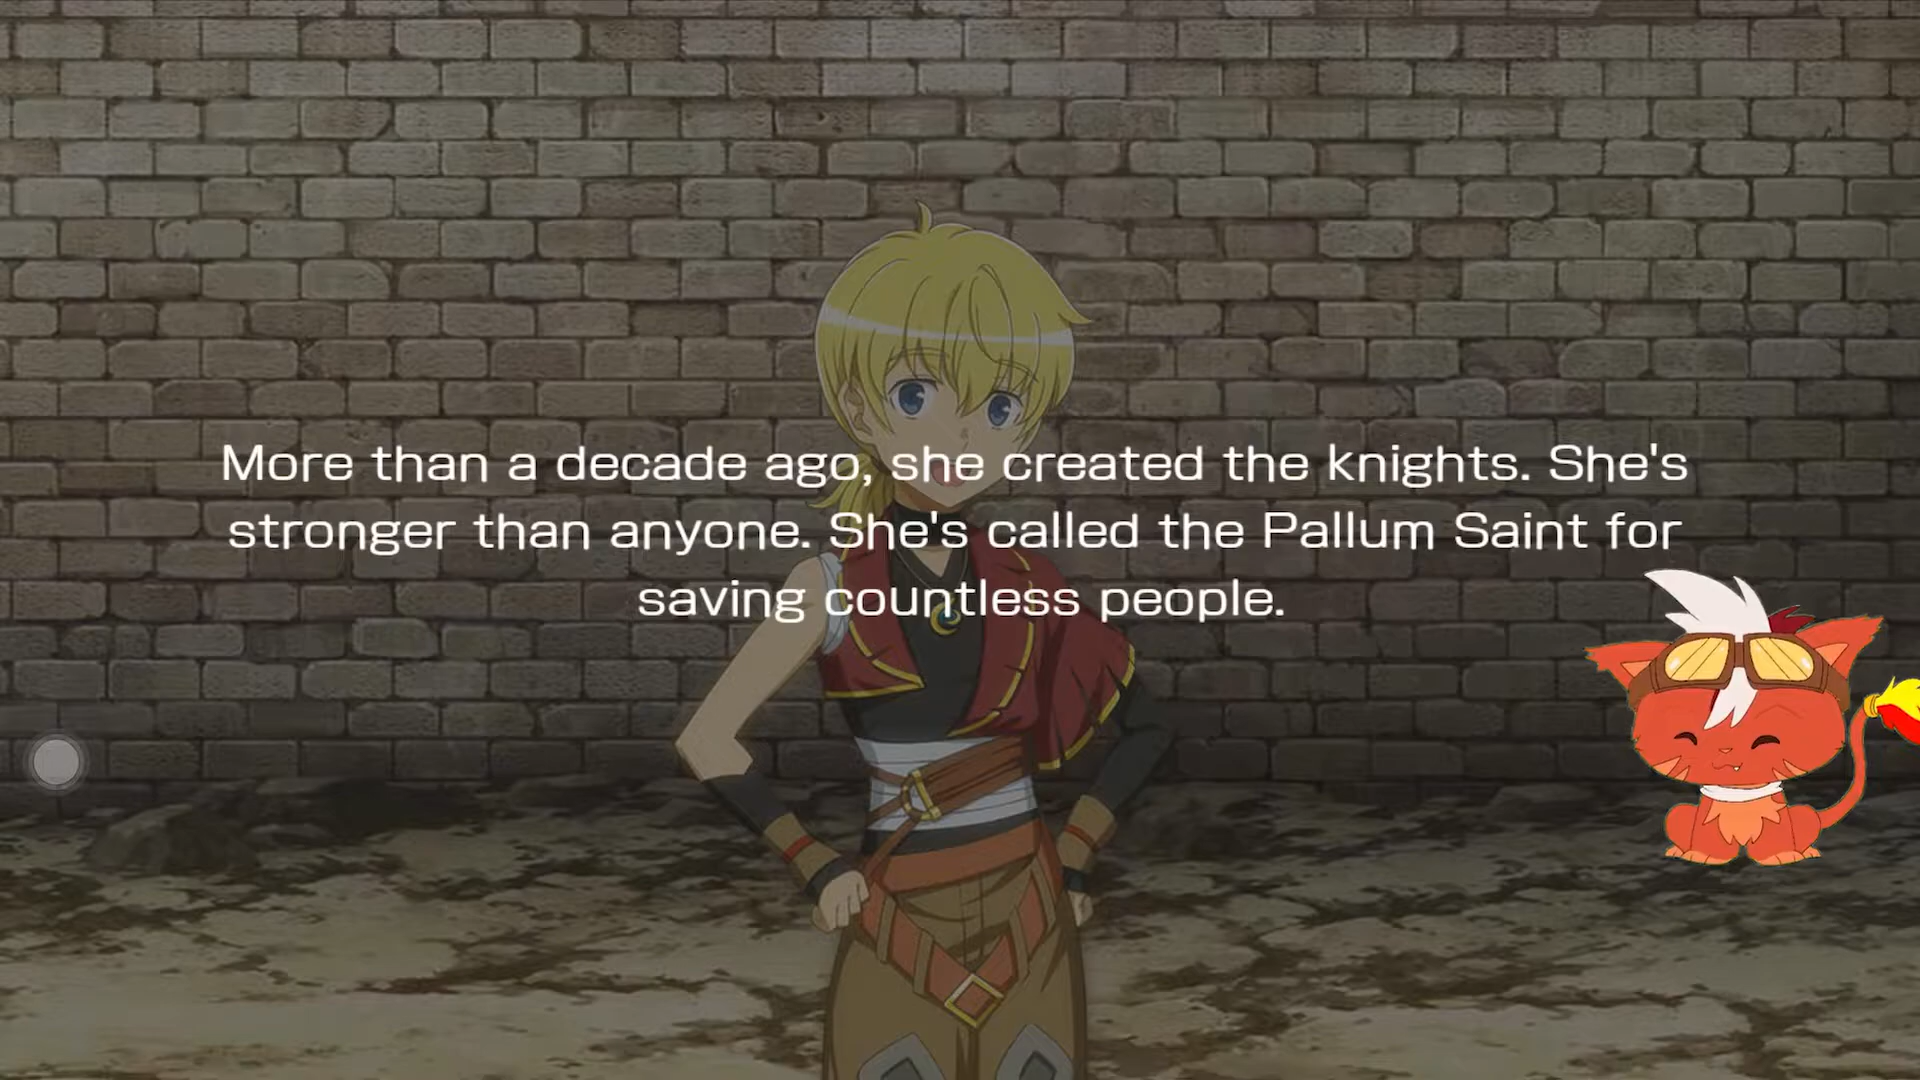 More than a decade ago, she created the knights. She's
stronger than anyone. She's called the Pallum Saint for
saving countless people.